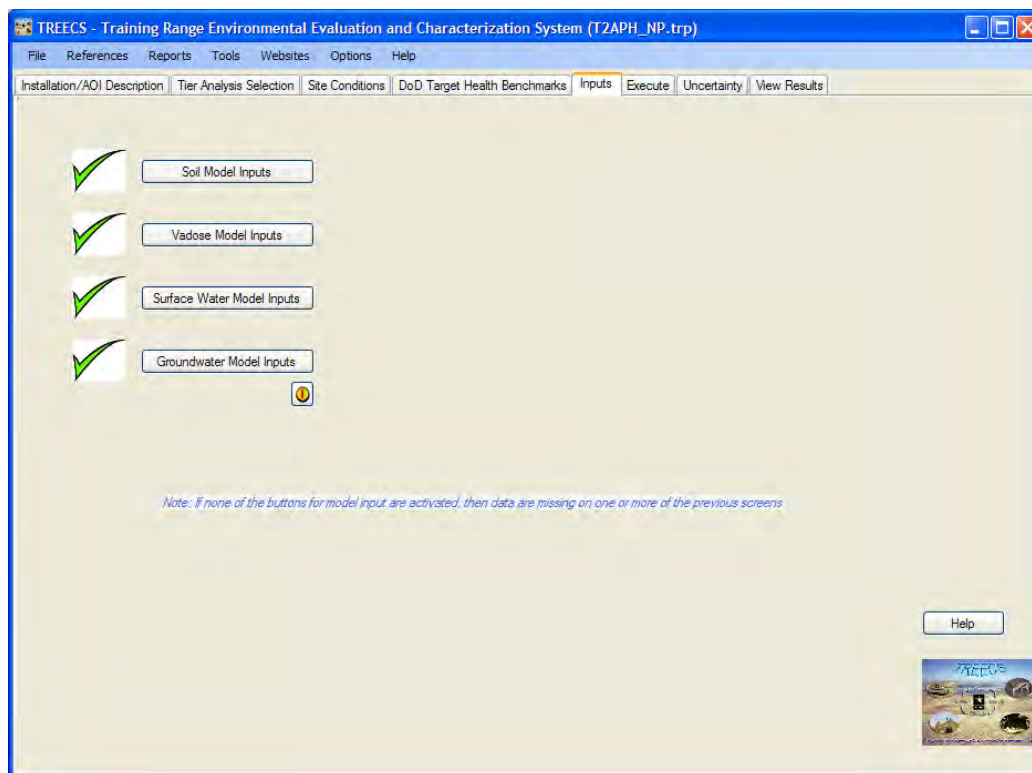 TREECS - Training Range Environmental Evaluation and Characterization System (T2APH_NP.trp)
File References Reports Tools Websites Options Help
Installation/AOI Description Tier Analysis Selection Site Conditions DoD Target Health Benchmarks Inputs Execute Uncertainty View Results
Soil Model Inputs
Vadose Model Inputs
Surface Water Model Inputs
Groundwater Model Inputs
Note: If none of the buttons for model input are activated, then data are missing on one or more of the previous screens
Help
TREECS